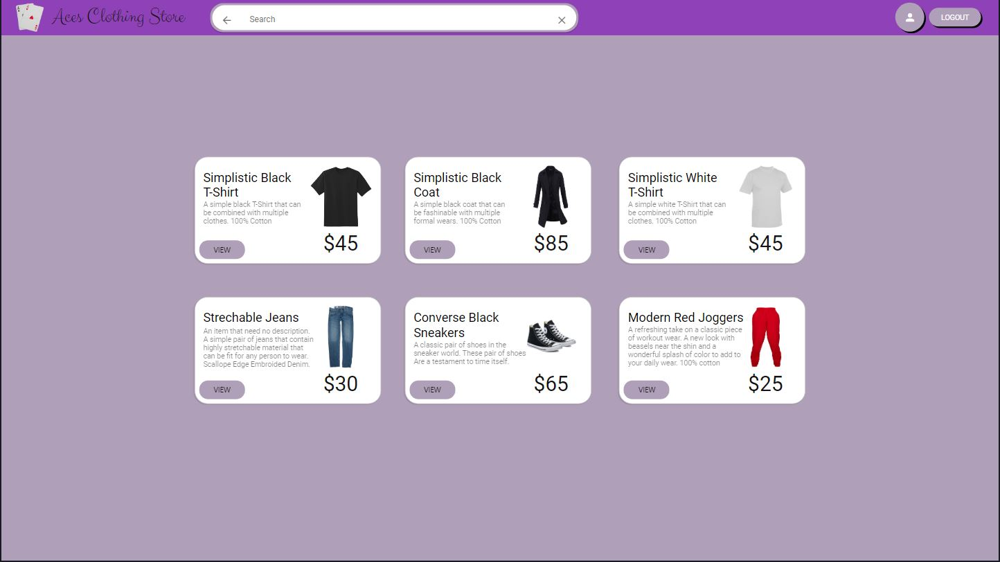 Aces Clothing Store
Search
LOGOUT
Simplistic Black
T-Shirt
A simple black T-Shirt that can
be combined with multiple
clothes. 100% Cotton
VIEW
$45
Simplistic Black
Coat
A simple black coat that can
be fashinable with multiple
formal wears. 100% Cotton
VIEW
$85
Simplistic White
T-Shirt
A simple white T-Shirt that can
be combined with multiple
clothes. 100% Cotton
VIEW
$45
Strechable Jeans
An item that need no description.
A simple pair of jeans that contain
highly stretchable material that
can be fit for any person to wear.
Scallope Edge Embroided Denim.
VIEW
$30
Converse Black
Sneakers
A classic pair of shoes in the
sneaker world. These pair of shoes
Are a testament to time itself.
VIEW
$65
Modern Red Joggers
A refreshing take on a classic piece
of workout wear. A new look with
beasels near the shin and a
wonderful splash of color to add to
your daily wear. 100% cotton
VIEW
$25